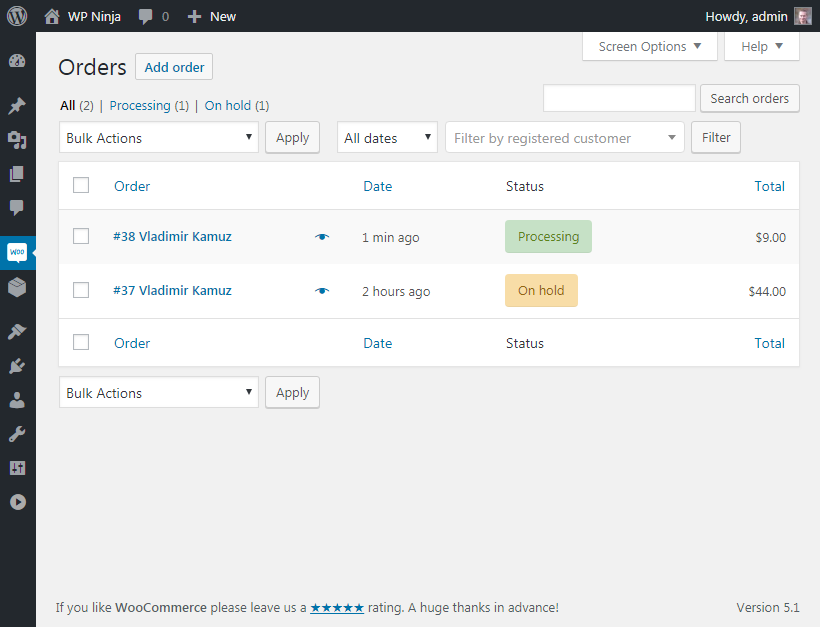 WP Ninja 0 New Howdy, admin
Screen Options ▼ Help ▼
Orders Add order
All (2) | Processing (1) | On hold (1)
Search orders
Bulk Actions Apply All dates Filter by registered customer Filter
Order Date Status Total
#38 Vladimir Kamuz 1 min ago Processing $9.00
#37 Vladimir Kamuz 2 hours ago On hold $44.00
Order Date Status Total
Bulk Actions Apply
If you like WooCommerce please leave us a ★★★★★ rating. A huge thanks in advance! Version 5.1
Woo